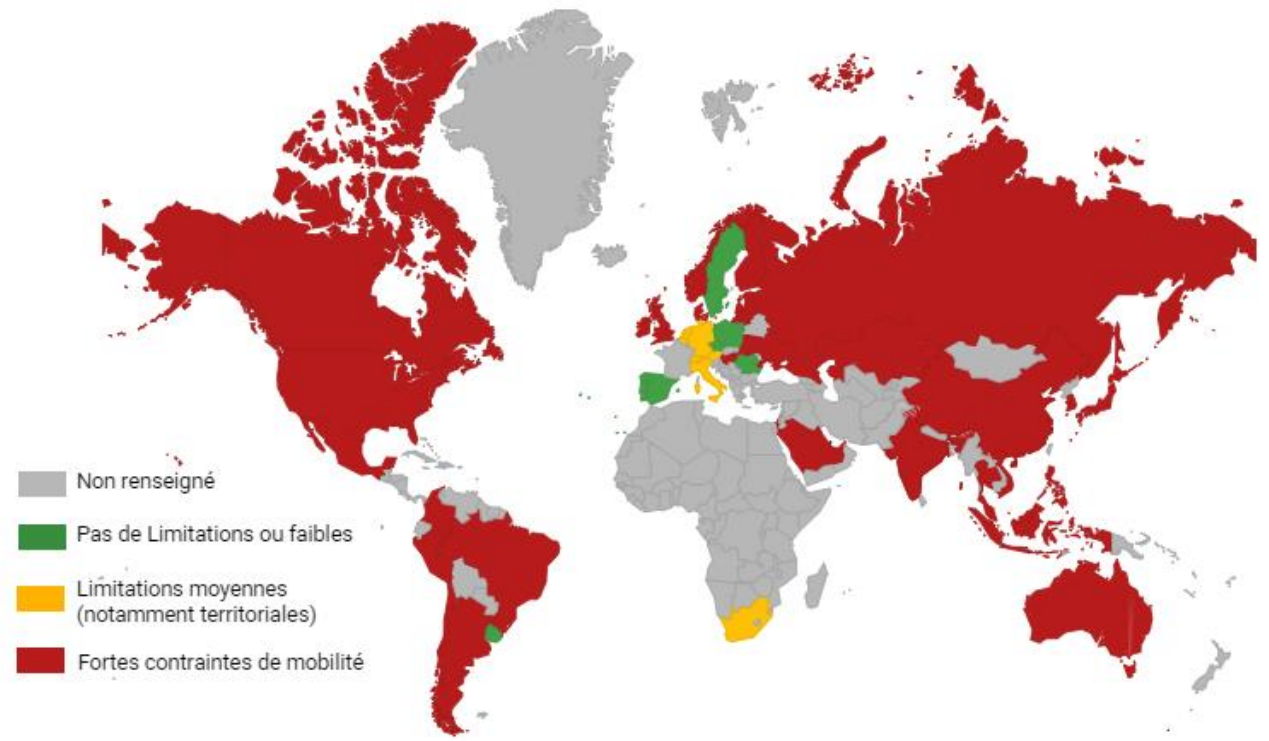 Non renseigné
Pas de Limitations ou faibles
Limitations moyennes
(notamment territoriales)
Fortes contraintes de mobilité